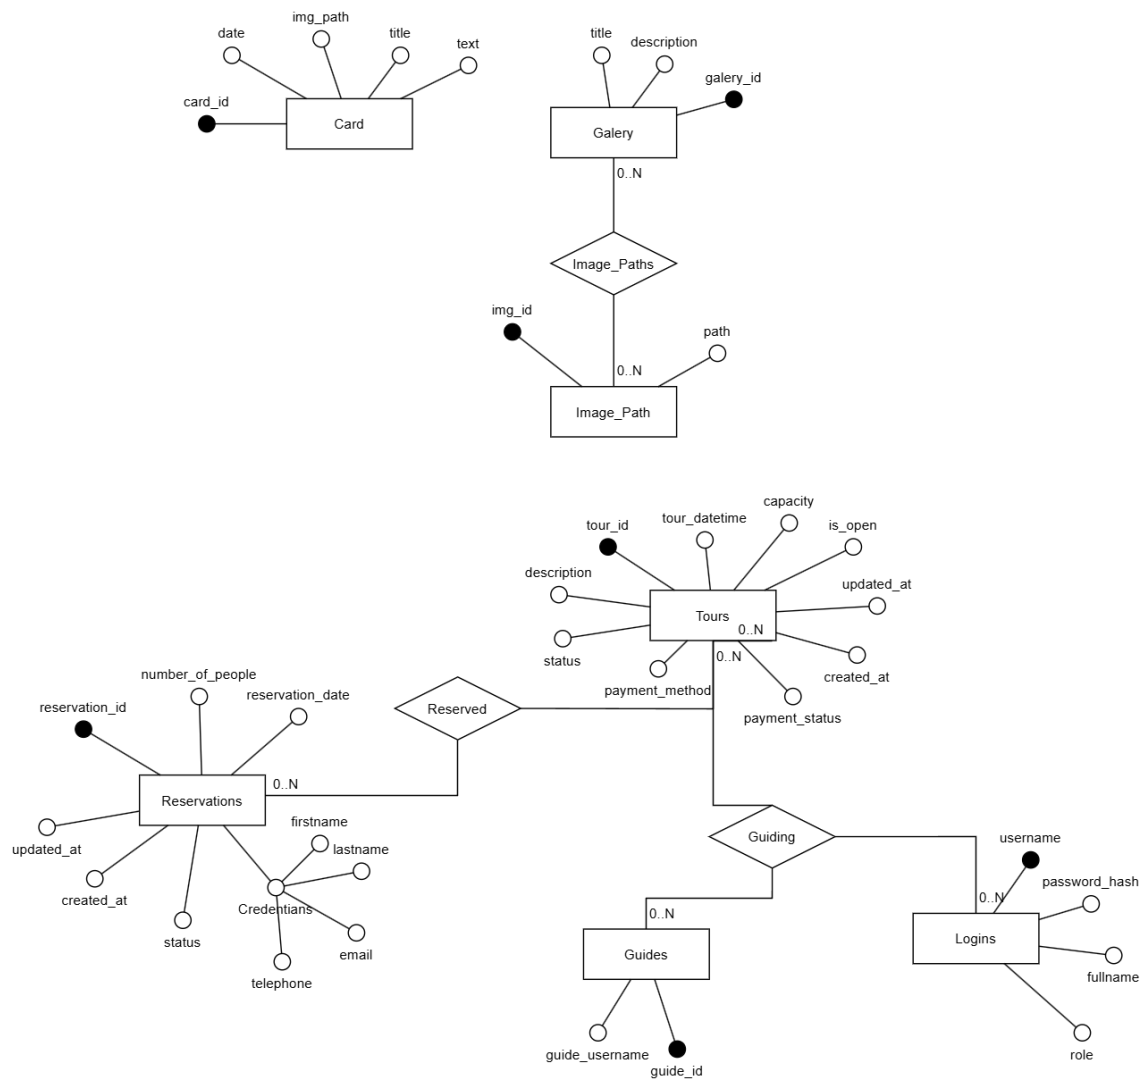 img_path
date
title
text
card_id
Card
title
description
galery_id
Galery
0..N
Image_Paths
img_id
path
0..N
Image_Path
capacity
tour_datetime
tour_id
is_open
description
updated_at
Tours
0..N
status
0..N
payment_method
created_at
payment_status
number_of_people
reservation_date
reservation_id
Reserved
0..N
Reservations
firstname
lastname
updated_at
created_at
Credentians
status
email
telephone
Guiding
username
password_hash
0..N
0..N
Guides
Logins
fullname
guide_username
role
guide_id